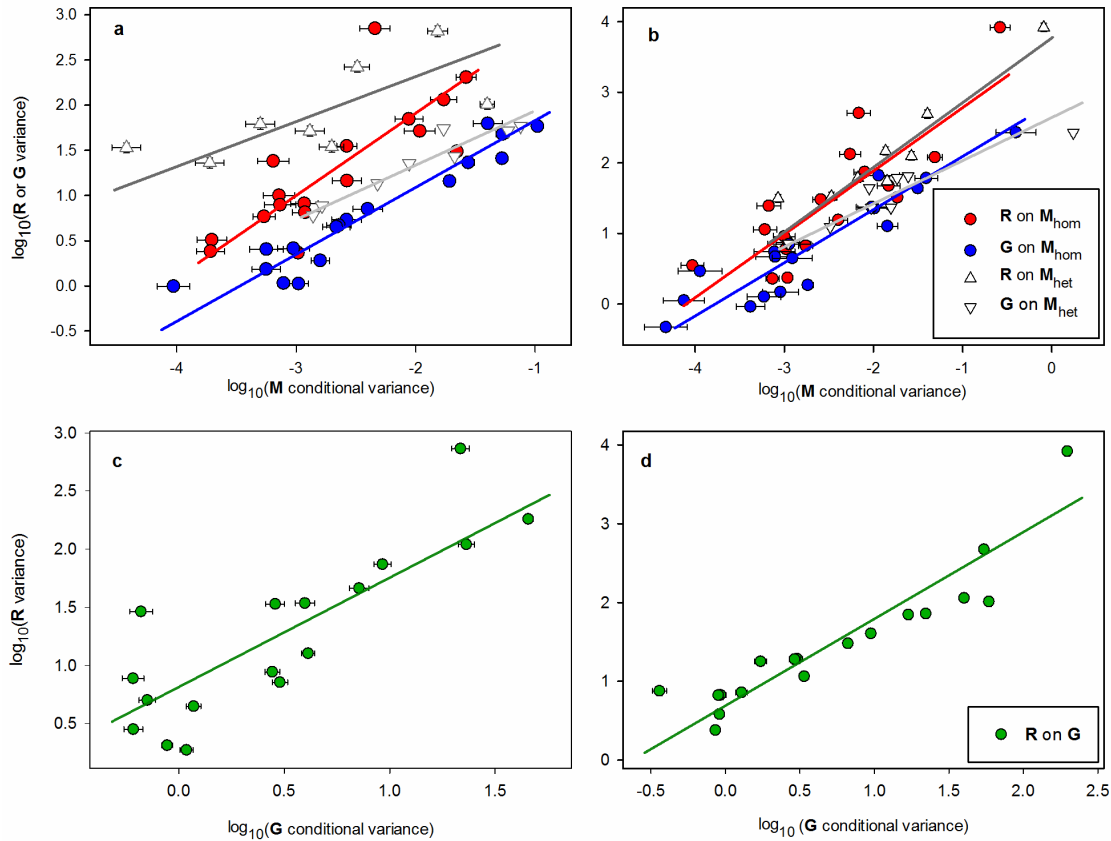 a
3.0
2.5
2.0
1.5
1.0
0.5
0.0
-0.5
log10(R or G variance)
-4
-3
-2
-1
log10(M conditional variance)
b
4
3
2
1
0
-4
-3
-2
-1
0
log10(M conditional variance)
R on Mhom
G on Mhom
R on Mhet
G on Mhet
c
3.0
2.5
2.0
1.5
1.0
0.5
log10(R variance)
0.0
0.5
1.0
1.5
log10(G conditional variance)
d
4
3
2
1
0
-0.5
0.0
0.5
1.0
1.5
2.0
2.5
log10 (G conditional variance)
R on G